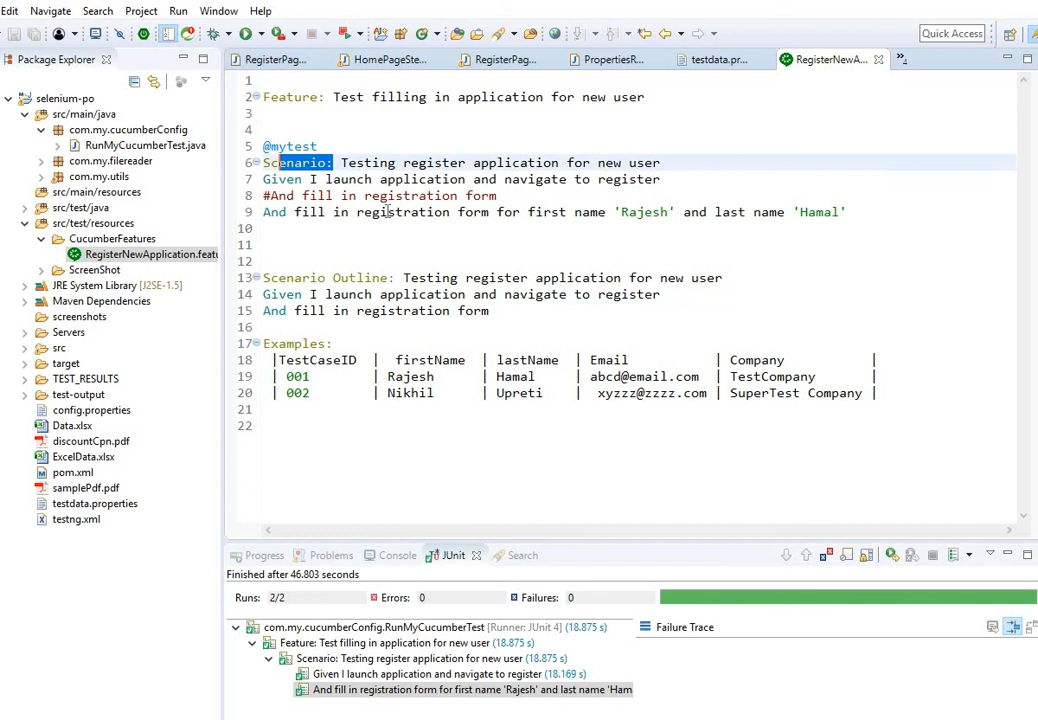 Edit Navigate Search Project Run Window Help
Quick Access
Package Explorer
RegisterPag...
HomePageSte...
RegisterPag...
PropertiesR...
testdata.pr...
RegisterNewA...
selenium-po
src/main/java
com.my.cucumberConfig
RunMyCucumberTest.java
com.my.filereader
com.my.utils
src/main/resources
src/test/java
src/test/resources
CucumberFeatures
RegisterNewApplication.featu
ScreenShot
JRE System Library [J2SE-1.5]
Maven Dependencies
screenshots
Servers
src
target
TEST_RESULTS
test-output
config.properties
Data.xlsx
discountCpn.pdf
ExcelData.xlsx
pom.xml
samplePdf.pdf
testdata.properties
testng.xml
1
2 Feature: Test filling in application for new user
3
4
5 @mytest
6 Scenario: Testing register application for new user
7 Given I launch application and navigate to register
8 #And fill in registration form
9 And fill in registration form for first name 'Rajesh' and last name 'Hamal'
10
11
12
13 Scenario Outline: Testing register application for new user
14 Given I launch application and navigate to register
15 And fill in registration form
16
17 Examples:
18 |TestCaseID | firstName | lastName | Email | Company |
19 | 001 | Rajesh | Hamal | abcd@email.com | TestCompany |
20 | 002 | Nikhil | Upreti | xyzzz@zzzz.com | SuperTest Company |
21
22
Progress Problems Console JUnit Search
Finished after 46.803 seconds
Runs: 2/2 Errors: 0 Failures: 0
com.my.cucumberConfig.RunMyCucumberTest [Runner: JUnit 4] (18.875 s)
Feature: Test filling in application for new user (18.875 s)
Scenario: Testing register application for new user (18.875 s)
Given I launch application and navigate to register (18.169 s)
And fill in registration form for first name 'Rajesh' and last name 'Ham
Failure Trace